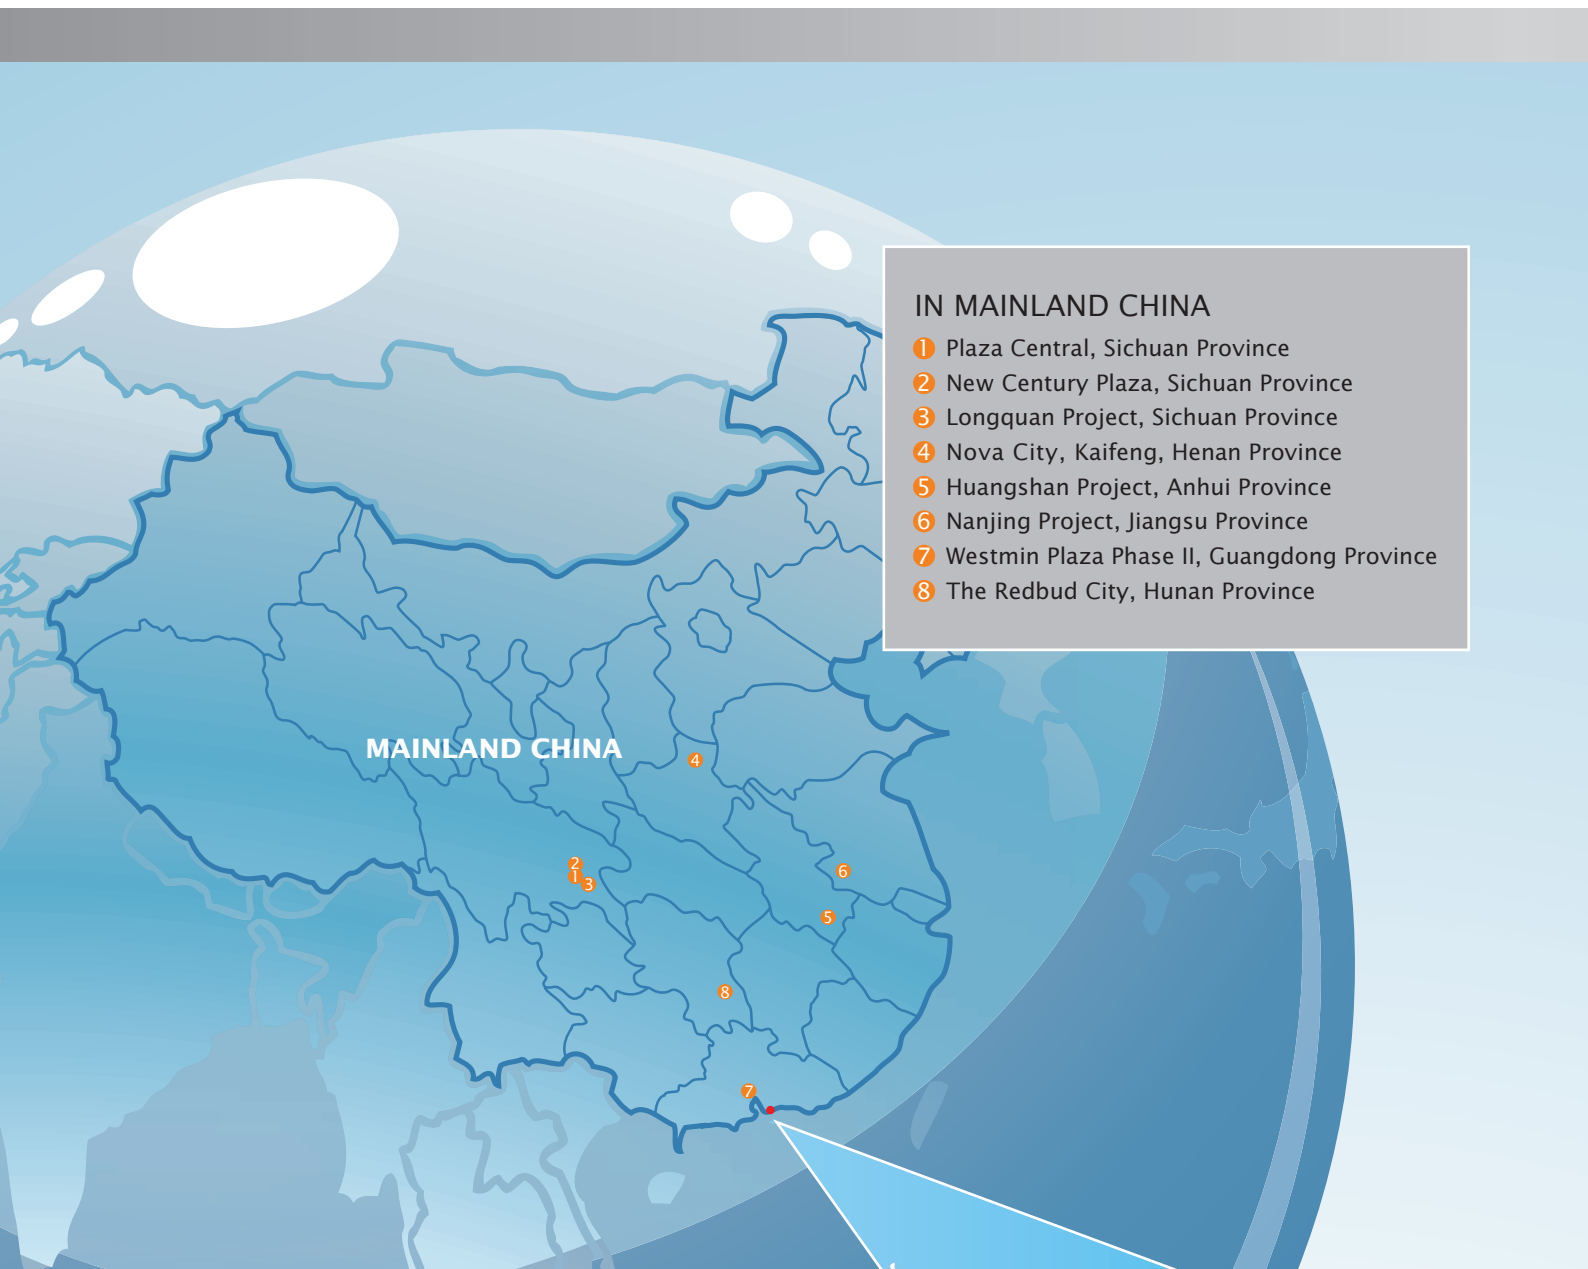 IN MAINLAND CHINA
1 Plaza Central, Sichuan Province
2 New Century Plaza, Sichuan Province
3 Longquan Project, Sichuan Province
4 Nova City, Kaifeng, Henan Province
5 Huangshan Project, Anhui Province
6 Nanjing Project, Jiangsu Province
7 Westmin Plaza Phase II, Guangdong Province
8 The Redbud City, Hunan Province
MAINLAND CHINA
4
2
1
3
6
5
8
7